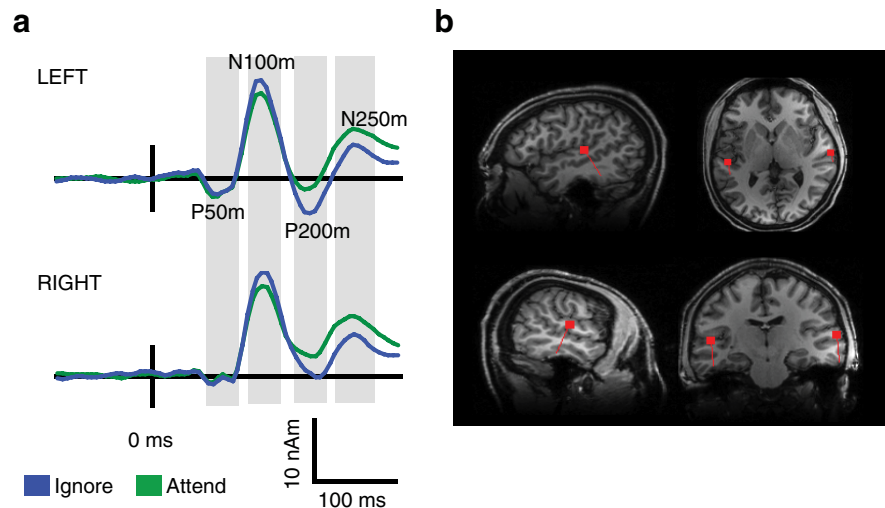 a
b
LEFT
N100m
N250m
P50m
P200m
RIGHT
0 ms
10 nAm
100 ms
Ignore
Attend